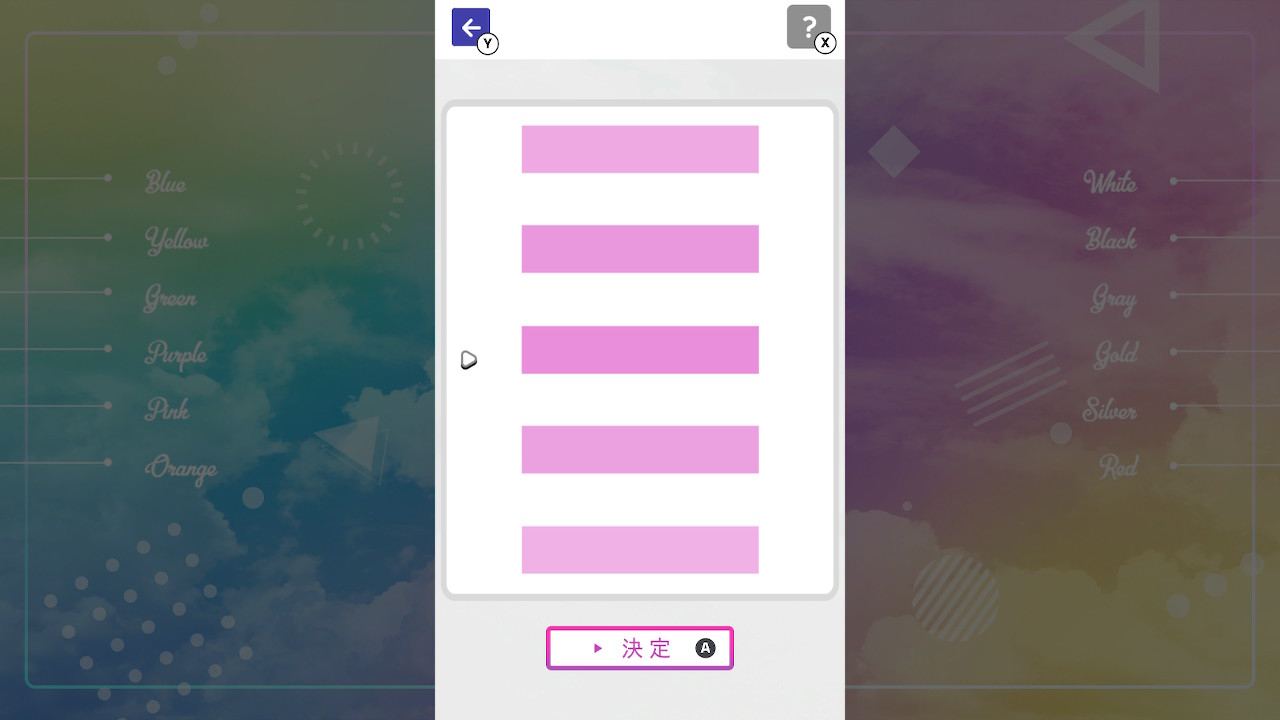 Y
?
X
Blue
Yellow
Green
Purple
Pink
Orange
White
Black
Gray
Gold
Silver
Red
決定 A